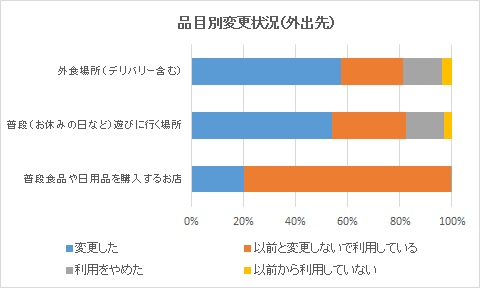 品目別変更状況(外出先)
外食場所(デリバリー含む)
普段(お休みの日など)遊びに行く場所
普段食品や日用品を購入するお店
0% 20% 40% 60% 80% 100%
変更した 以前と変更しないで利用している
利用をやめた 以前から利用していない